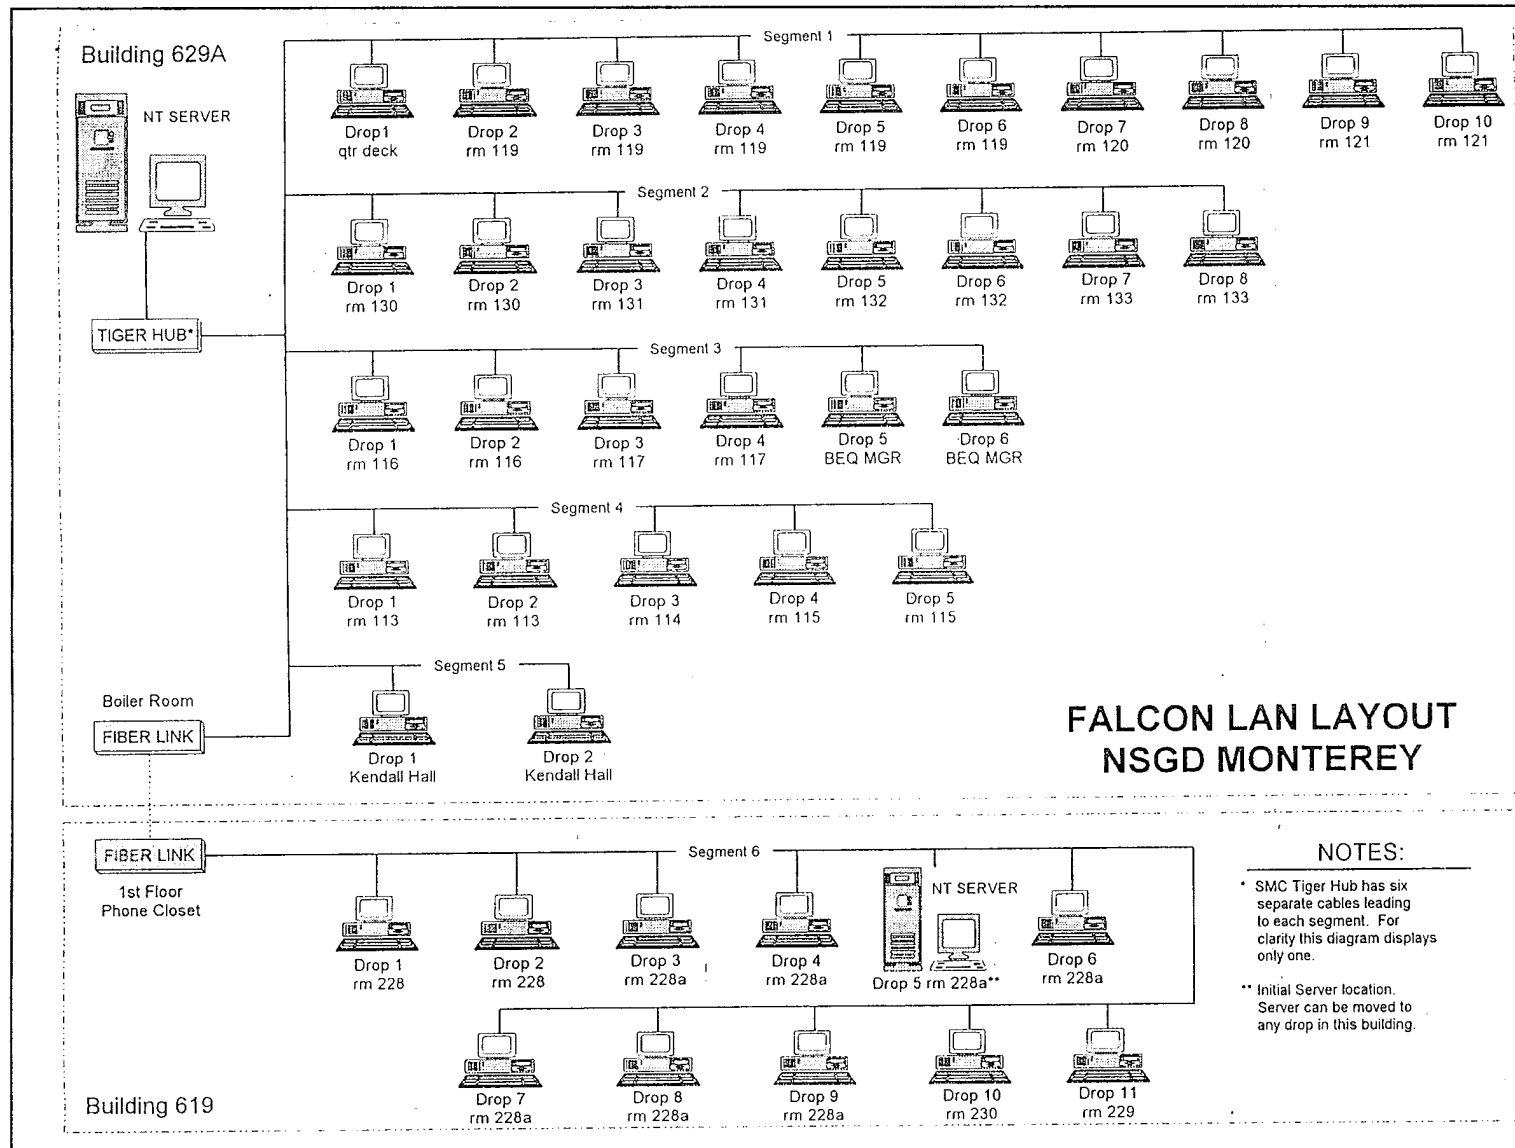 Building 629A
NT SERVER
Segment 1
Drop1 Drop 2 Drop 3 Drop 4 Drop 5 Drop 6 Drop 7 Drop 8 Drop 9 Drop 10
qtr deck rm 119 rm 119 rm 119 rm 119 rm 119 rm 120 rm 120 rm 121 rm 121
Segment 2
Drop 1 Drop 2 Drop 3 Drop 4 Drop 5 Drop 6 Drop 7 Drop 8
rm 130 rm 130 rm 131 rm 131 rm 132 rm 132 rm 133 rm 133
TIGER HUB*
Segment 3
Drop 1 Drop 2 Drop 3 Drop 4 Drop 5 Drop 6
rm 116 rm 116 rm 117 rm 117 BEQ MGR BEQ MGR
Segment 4
Drop 1 Drop 2 Drop 3 Drop 4 Drop 5
rm 113 rm 113 rm 114 rm 115 rm 115
Segment 5
Drop 1 Drop 2
Kendall Hall Kendall Hall
Boiler Room
FIBER LINK
FALCON LAN LAYOUT
NSGD MONTEREY
FIBER LINK
1st Floor
Phone Closet
Segment 6
NT SERVER
Drop 1 Drop 2 Drop 3 Drop 4 Drop 5 rm 228a** Drop 6
rm 228 rm 228 rm 228a rm 228a rm 228a
Drop 7 Drop 8 Drop 9 Drop 10 Drop 11
rm 228a rm 228a rm 228a rm 230 rm 229
Building 619
NOTES:
* SMC Tiger Hub has six
separate cables leading
to each segment. For
clarity this diagram displays
only one.
** Initial Server location.
Server can be moved to
any drop in this building.